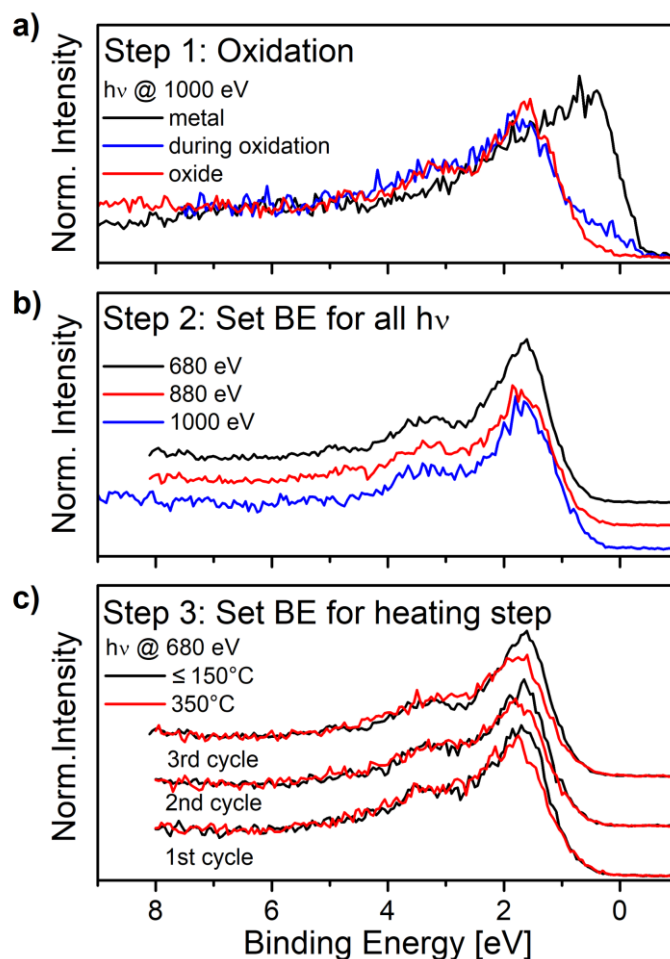 a)
Step 1: Oxidation
hν @ 1000 eV
metal
during oxidation
oxide
Norm. Intensity
b)
Step 2: Set BE for all hν
680 eV
880 eV
1000 eV
Norm. Intensity
c)
Step 3: Set BE for heating step
hν @ 680 eV
≤ 150°C
350°C
3rd cycle
2nd cycle
1st cycle
Norm.Intensity
8 6 4 2 0
Binding Energy [eV]